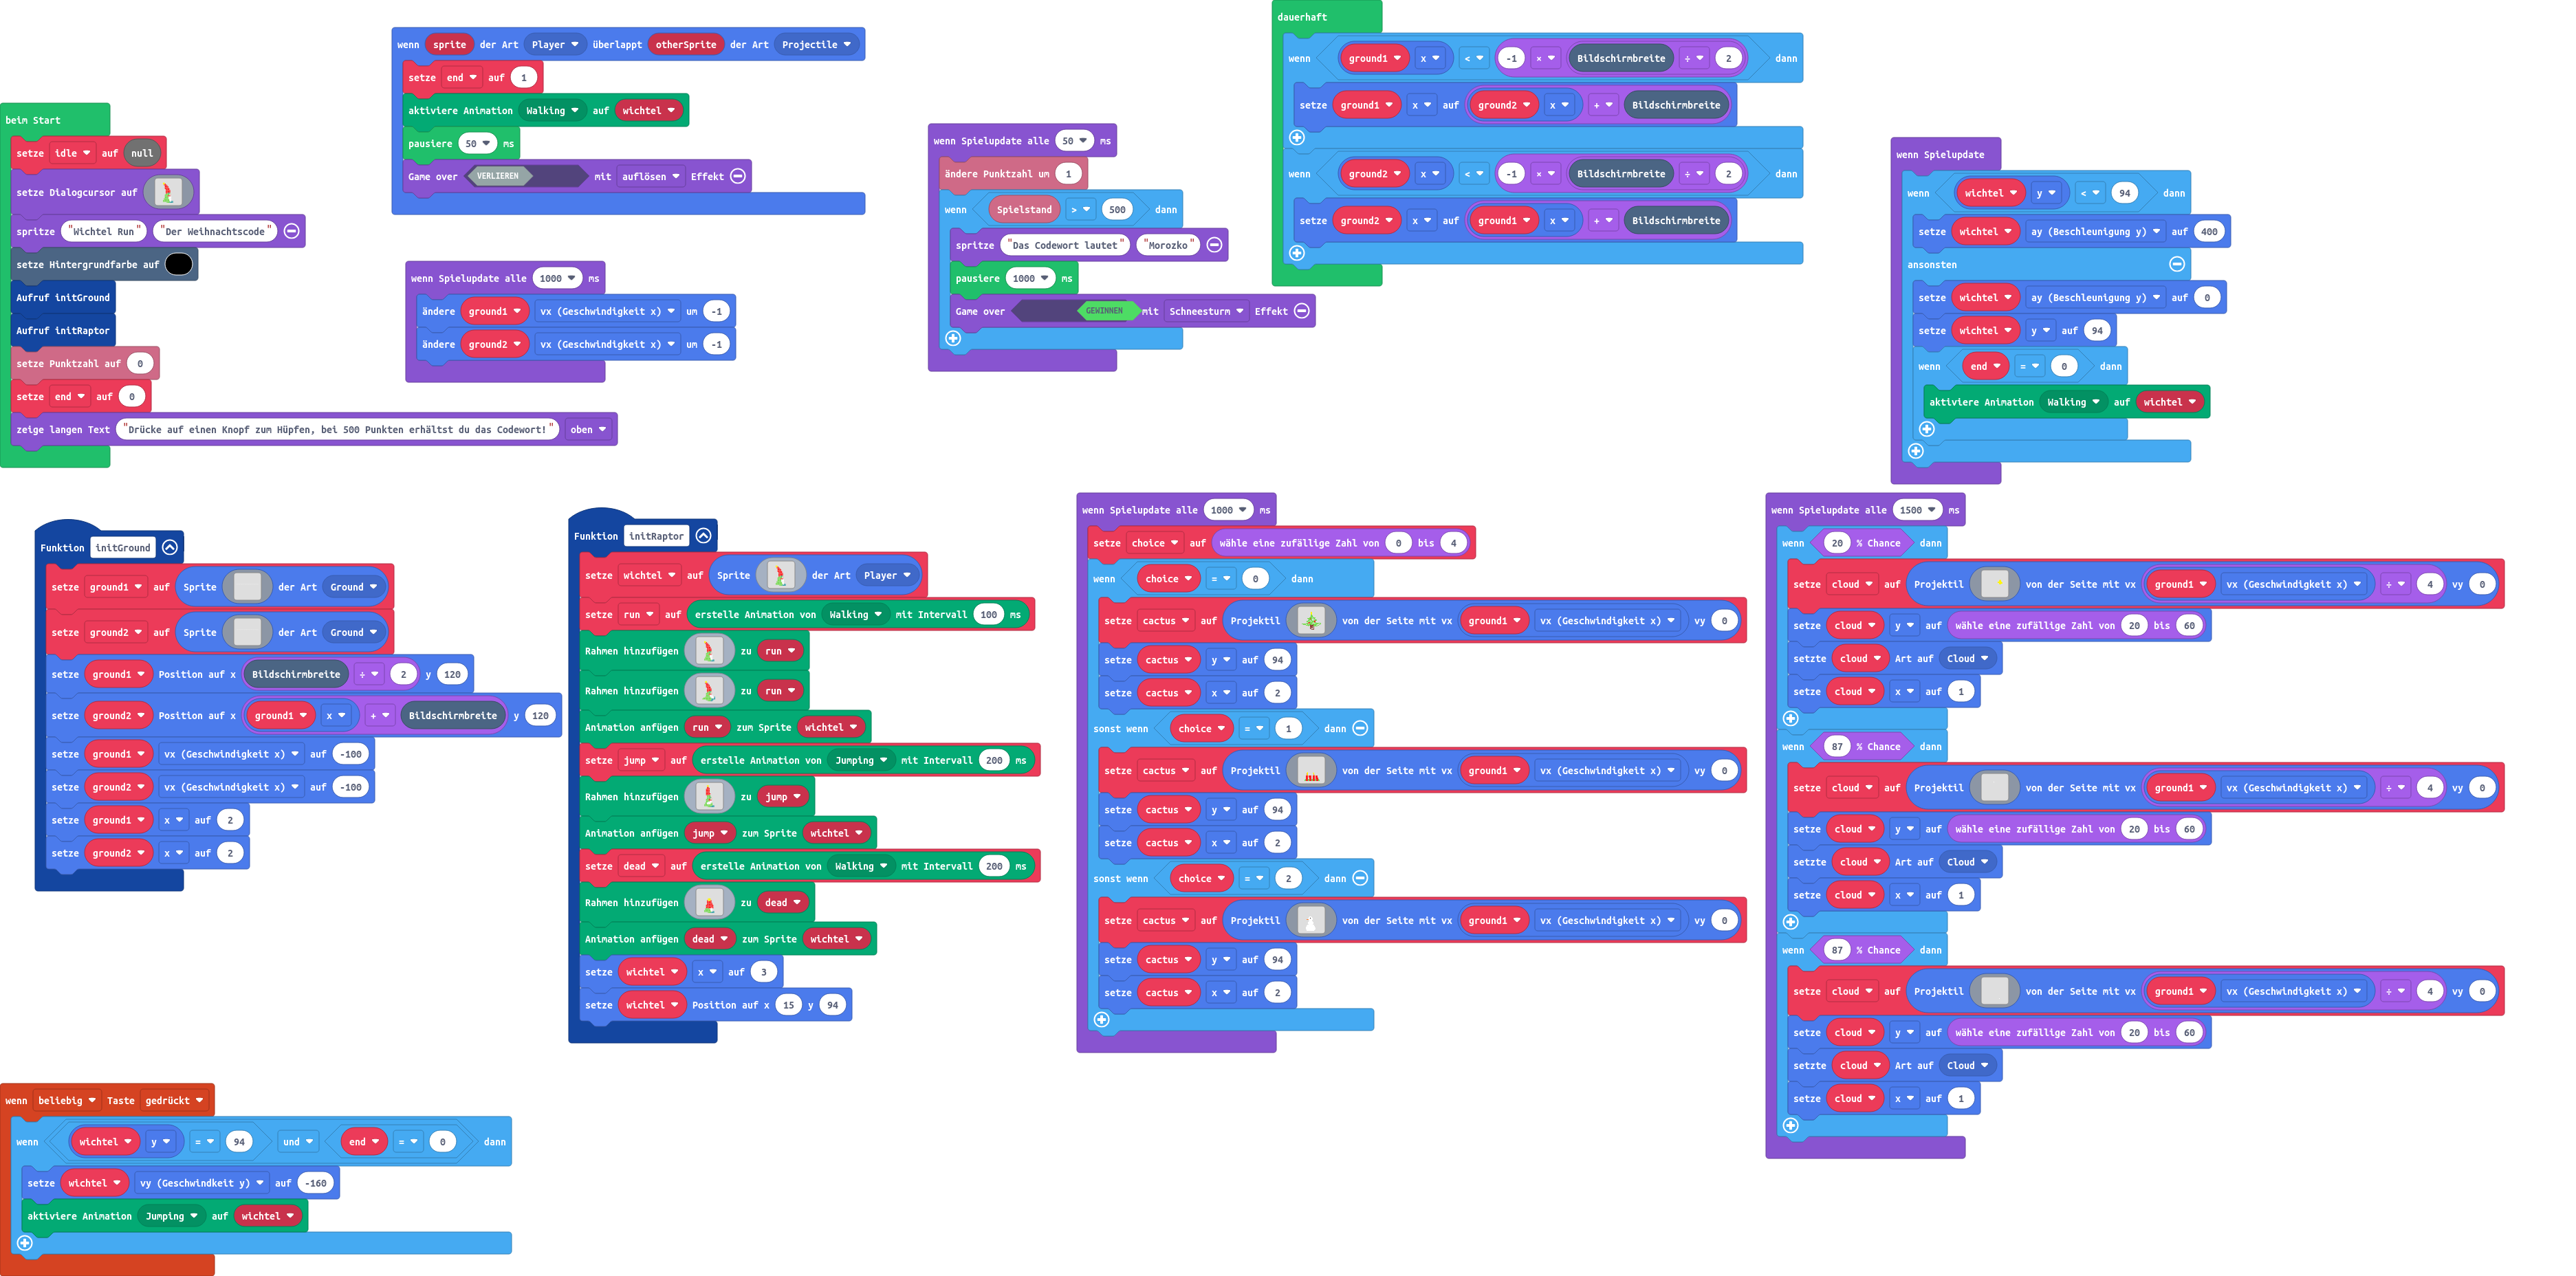 beim Start
setze idle auf null
setze Dialogcursor auf
spritze "Wichtel Run" "Der Weihnachtscode"
setze Hintergrundfarbe auf
Aufruf initGround
Aufruf initRaptor
setze Punktzahl auf 0
setze end auf 0
zeige langen Text "Drücke auf einen Knopf zum Hüpfen, bei 500 Punkten erhältst du das Codewort!" oben
wenn sprite der Art Player überlappt otherSprite der Art Projectile
setze end auf 1
aktiviere Animation Walking auf wichtel
pausiere 50 ms
Game over VERLIEREN mit auflösen Effekt
wenn Spielupdate alle 1000 ms
ändere ground1 vx (Geschwindigkeit x) um -1
ändere ground2 vx (Geschwindigkeit x) um -1
wenn Spielupdate alle 50 ms
ändere Punktzahl um 1
wenn Spielstand > 500 dann
spritze "Das Codewort lautet" "Morozko"
pausiere 1000 ms
Game over GEWINNEN mit Schneesturm Effekt
dauerhaft
wenn ground1 x < -1 × Bildschirmbreite ÷ 2 dann
setze ground1 x auf ground2 x + Bildschirmbreite
wenn ground2 x < -1 × Bildschirmbreite ÷ 2 dann
setze ground2 x auf ground1 x + Bildschirmbreite
wenn Spielupdate
wenn wichtel y < 94 dann
setze wichtel ay (Beschleunigung y) auf 400
ansonsten
setze wichtel ay (Beschleunigung y) auf 0
setze wichtel y auf 94
wenn end = 0 dann
aktiviere Animation Walking auf wichtel
Funktion initGround
setze ground1 auf Sprite der Art Ground
setze ground2 auf Sprite der Art Ground
setze ground1 Position auf x Bildschirmbreite ÷ 2 y 120
setze ground2 Position auf x ground1 x + Bildschirmbreite y 120
setze ground1 vx (Geschwindigkeit x) auf -100
setze ground2 vx (Geschwindigkeit x) auf -100
setze ground1 x auf 2
setze ground2 x auf 2
Funktion initRaptor
setze wichtel auf Sprite der Art Player
setze run auf erstelle Animation von Walking mit Intervall 100 ms
Rahmen hinzufügen zu run
Rahmen hinzufügen zu run
Animation anfügen run zum Sprite wichtel
setze jump auf erstelle Animation von Jumping mit Intervall 200 ms
Rahmen hinzufügen zu jump
Animation anfügen jump zum Sprite wichtel
setze dead auf erstelle Animation von Walking mit Intervall 200 ms
Rahmen hinzufügen zu dead
Animation anfügen dead zum Sprite wichtel
setze wichtel x auf 3
setze wichtel Position auf x 15 y 94
wenn Spielupdate alle 1000 ms
setze choice auf wähle eine zufällige Zahl von 0 bis 4
wenn choice = 0 dann
setze cactus auf Projektil von der Seite mit vx ground1 vx (Geschwindigkeit x) vy 0
setze cactus y auf 94
setze cactus x auf 2
sonst wenn choice = 1 dann
setze cactus auf Projektil von der Seite mit vx ground1 vx (Geschwindigkeit x) vy 0
setze cactus y auf 94
setze cactus x auf 2
sonst wenn choice = 2 dann
setze cactus auf Projektil von der Seite mit vx ground1 vx (Geschwindigkeit x) vy 0
setze cactus y auf 94
setze cactus x auf 2
wenn Spielupdate alle 1500 ms
wenn 20 % Chance dann
setze cloud auf Projektil von der Seite mit vx ground1 vx (Geschwindigkeit x) ÷ 4 vy 0
setze cloud y auf wähle eine zufällige Zahl von 20 bis 60
setzte cloud Art auf Cloud
setze cloud x auf 1
wenn 87 % Chance dann
setze cloud auf Projektil von der Seite mit vx ground1 vx (Geschwindigkeit x) ÷ 4 vy 0
setze cloud y auf wähle eine zufällige Zahl von 20 bis 60
setzte cloud Art auf Cloud
setze cloud x auf 1
wenn 87 % Chance dann
setze cloud auf Projektil von der Seite mit vx ground1 vx (Geschwindigkeit x) ÷ 4 vy 0
setze cloud y auf wähle eine zufällige Zahl von 20 bis 60
setzte cloud Art auf Cloud
setze cloud x auf 1
wenn beliebig Taste gedrückt
wenn wichtel y = 94 und end = 0 dann
setze wichtel vy (Geschwindkeit y) auf -160
aktiviere Animation Jumping auf wichtel